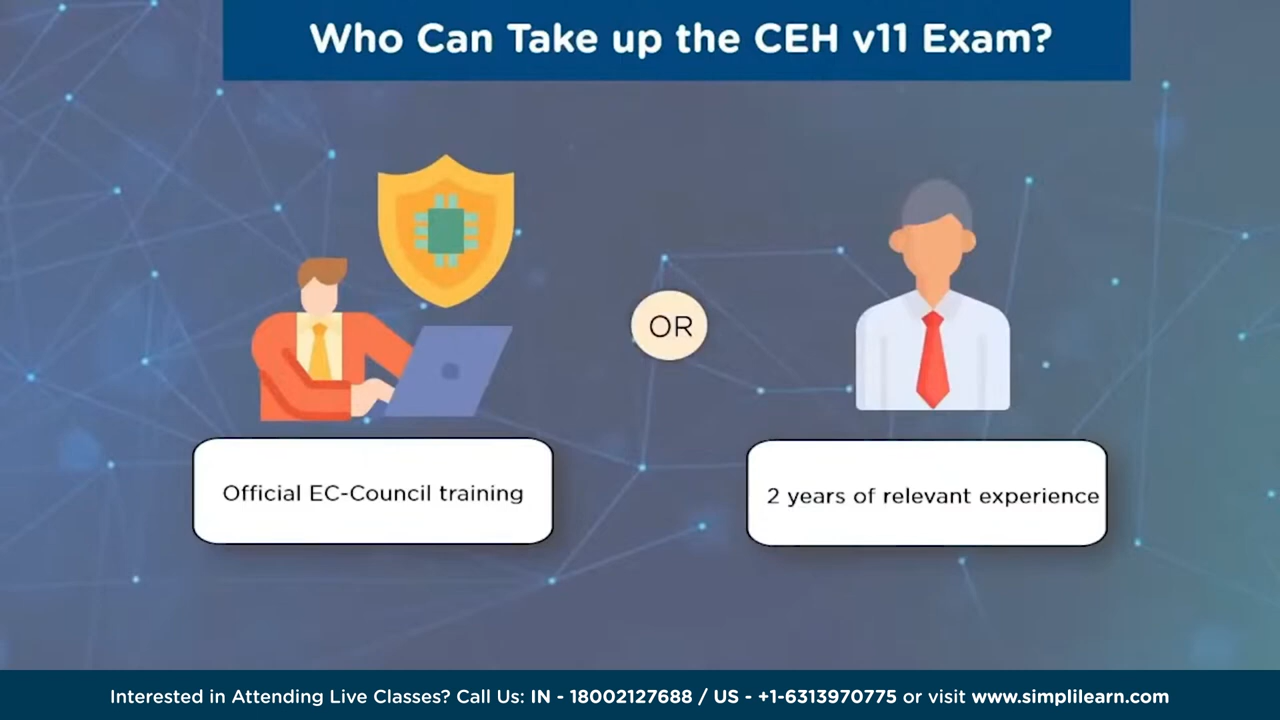 Who Can Take up the CEH v11 Exam?
OR
Official EC-Council training
2 years of relevant experience
Interested in Attending Live Classes? Call Us: IN - 18002127688 / US - +1-6313970775 or visit www.simplilearn.com